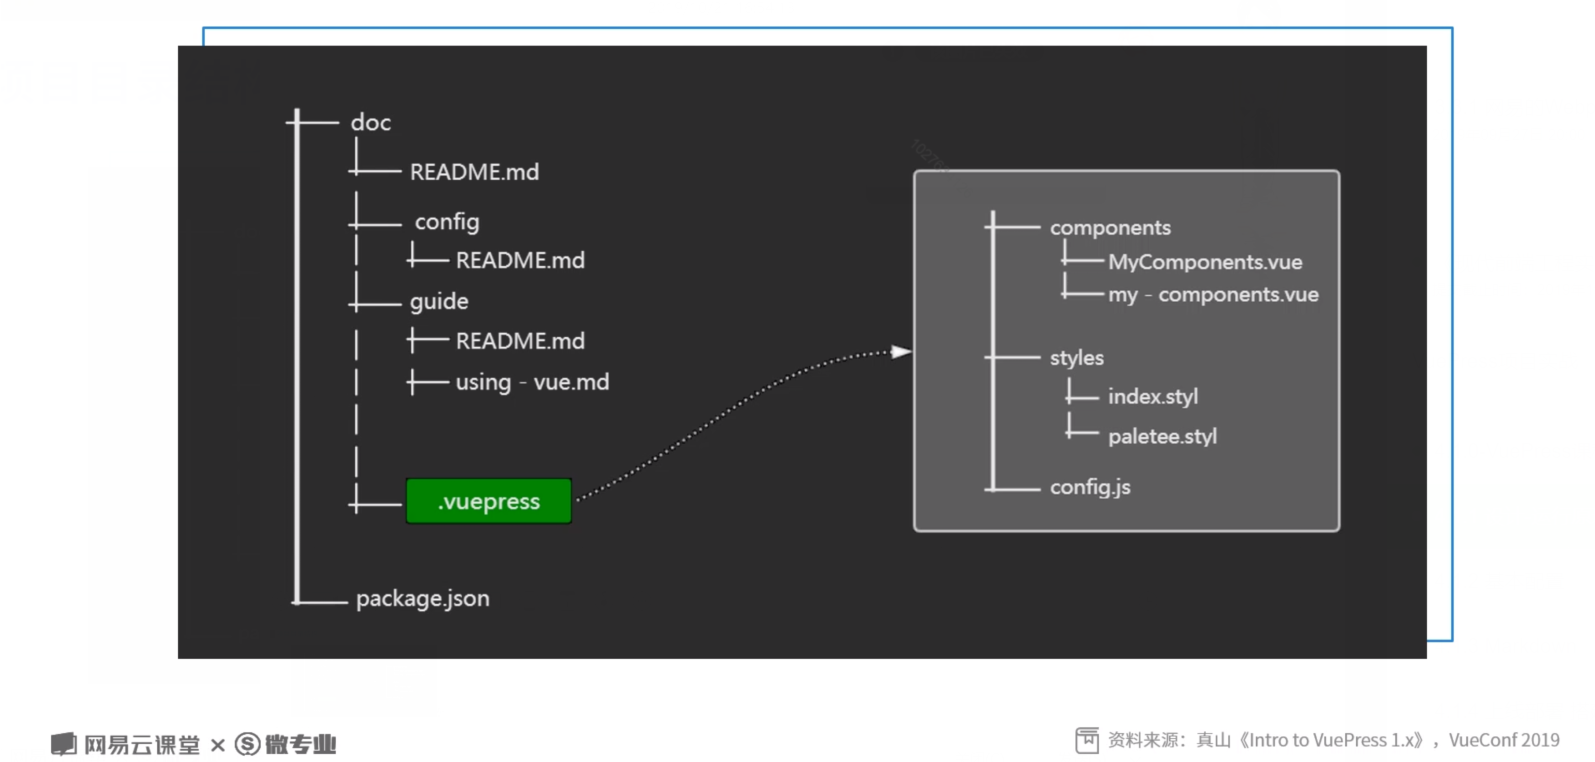 doc
README.md
config
README.md
guide
README.md
using - vue.md
.vuepress
package.json
components
MyComponents.vue
my - components.vue
styles
index.styl
paletee.styl
config.js
网易云课堂 × 微专业
资料来源：真山《Intro to VuePress 1.x》，VueConf 2019